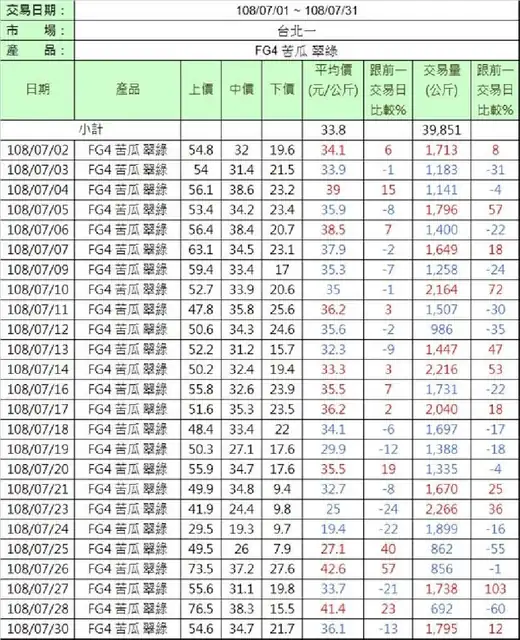 交易日期： 108/07/01 ~ 108/07/31
市 場： 台北一
產 品： FG4 苦瓜 翠綠
日期 產品 上價 中價 下價 平均價(元/公斤) 跟前一交易日比較% 交易量(公斤) 跟前一交易日比較%
小計 33.8 39,851
108/07/02 FG4 苦瓜 翠綠 54.8 32 19.6 34.1 6 1,713 8
108/07/03 FG4 苦瓜 翠綠 54 31.4 21.5 33.9 -1 1,183 -31
108/07/04 FG4 苦瓜 翠綠 56.1 38.6 23.2 39 15 1,141 -4
108/07/05 FG4 苦瓜 翠綠 53.4 34.2 23.4 35.9 -8 1,796 57
108/07/06 FG4 苦瓜 翠綠 56.4 38.4 20.7 38.5 7 1,400 -22
108/07/07 FG4 苦瓜 翠綠 63.1 34.5 23.1 37.9 -2 1,649 18
108/07/09 FG4 苦瓜 翠綠 59.4 33.4 17 35.3 -7 1,258 -24
108/07/10 FG4 苦瓜 翠綠 52.7 33.9 20.6 35 -1 2,164 72
108/07/11 FG4 苦瓜 翠綠 47.8 35.8 25.6 36.2 3 1,507 -30
108/07/12 FG4 苦瓜 翠綠 50.6 34.3 24.6 35.6 -2 986 -35
108/07/13 FG4 苦瓜 翠綠 52.2 31.2 15.7 32.3 -9 1,447 47
108/07/14 FG4 苦瓜 翠綠 50.2 32.4 19.4 33.3 3 2,216 53
108/07/16 FG4 苦瓜 翠綠 55.8 32.6 23.9 35.5 7 1,731 -22
108/07/17 FG4 苦瓜 翠綠 51.6 35.3 23.5 36.2 2 2,040 18
108/07/18 FG4 苦瓜 翠綠 48.4 33.4 22 34.1 -6 1,697 -17
108/07/19 FG4 苦瓜 翠綠 50.3 27.1 17.6 29.9 -12 1,388 -18
108/07/20 FG4 苦瓜 翠綠 55.9 34.7 17.6 35.5 19 1,335 -4
108/07/21 FG4 苦瓜 翠綠 49.9 34.8 9.4 32.7 -8 1,670 25
108/07/23 FG4 苦瓜 翠綠 41.9 24.4 9.8 25 -24 2,266 36
108/07/24 FG4 苦瓜 翠綠 29.5 19.3 9.7 19.4 -22 1,899 -16
108/07/25 FG4 苦瓜 翠綠 49.5 26 7.9 27.1 40 862 -55
108/07/26 FG4 苦瓜 翠綠 73.5 37.2 27.6 42.6 57 856 -1
108/07/27 FG4 苦瓜 翠綠 55.6 31.1 19.8 33.7 -21 1,738 103
108/07/28 FG4 苦瓜 翠綠 76.5 38.3 15.5 41.4 23 692 -60
108/07/30 FG4 苦瓜 翠綠 54.6 34.7 21.7 36.1 -13 1,795 12